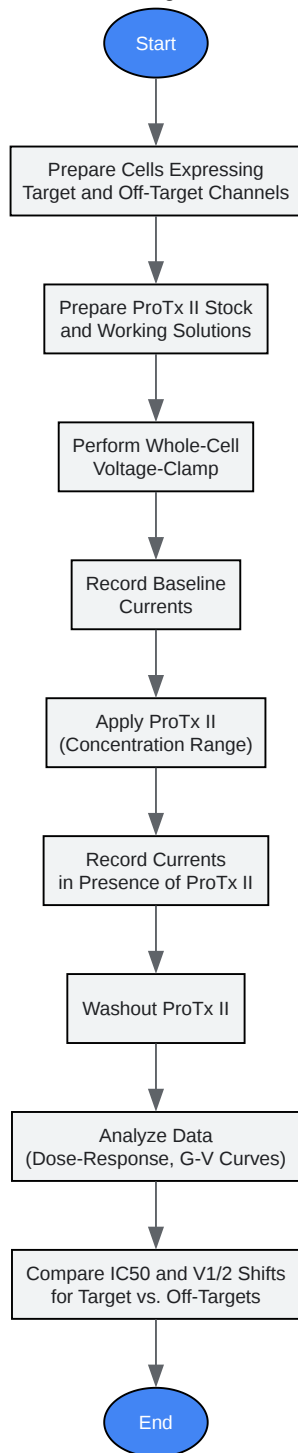 Start
Prepare Cells Expressing
Target and Off-Target Channels
Prepare ProTx II Stock
and Working Solutions
Perform Whole-Cell
Voltage-Clamp
Record Baseline
Currents
Apply ProTx II
(Concentration Range)
Record Currents
in Presence of ProTx II
Washout ProTx II
Analyze Data
(Dose-Response, G-V Curves)
Compare IC50 and V1/2 Shifts
for Target vs. Off-Targets
End